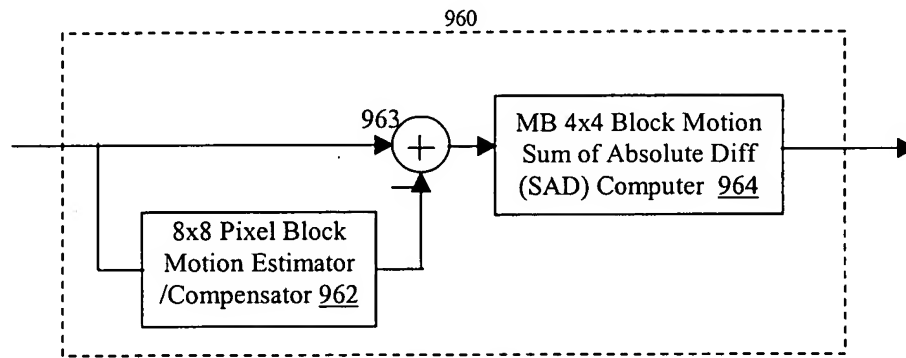 960
963
+
−
MB 4x4 Block Motion
Sum of Absolute Diff
(SAD) Computer 964
8x8 Pixel Block
Motion Estimator
/Compensator 962